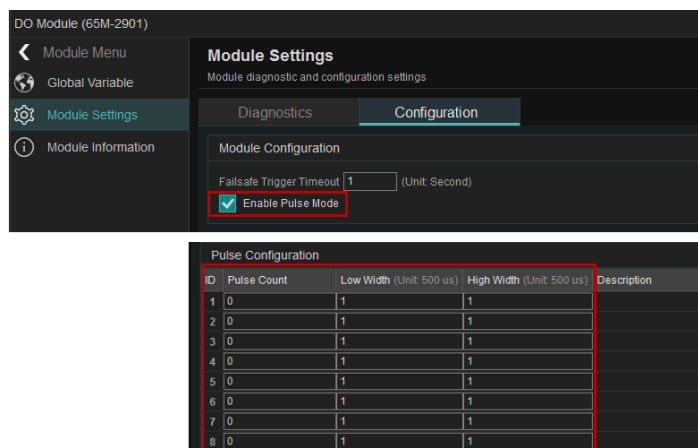 DO Module (65M-2901)
Module Menu
Global Variable
Module Settings
Module Information
Module Settings
Module diagnostic and configuration settings
Diagnostics Configuration
Module Configuration
Failsafe Trigger Timeout 1 (Unit: Second)
Enable Pulse Mode
Pulse Configuration
ID Pulse Count Low Width (Unit: 500 us) High Width (Unit: 500 us) Description
1 0 1 1
2 0 1 1
3 0 1 1
4 0 1 1
5 0 1 1
6 0 1 1
7 0 1 1
8 0 1 1